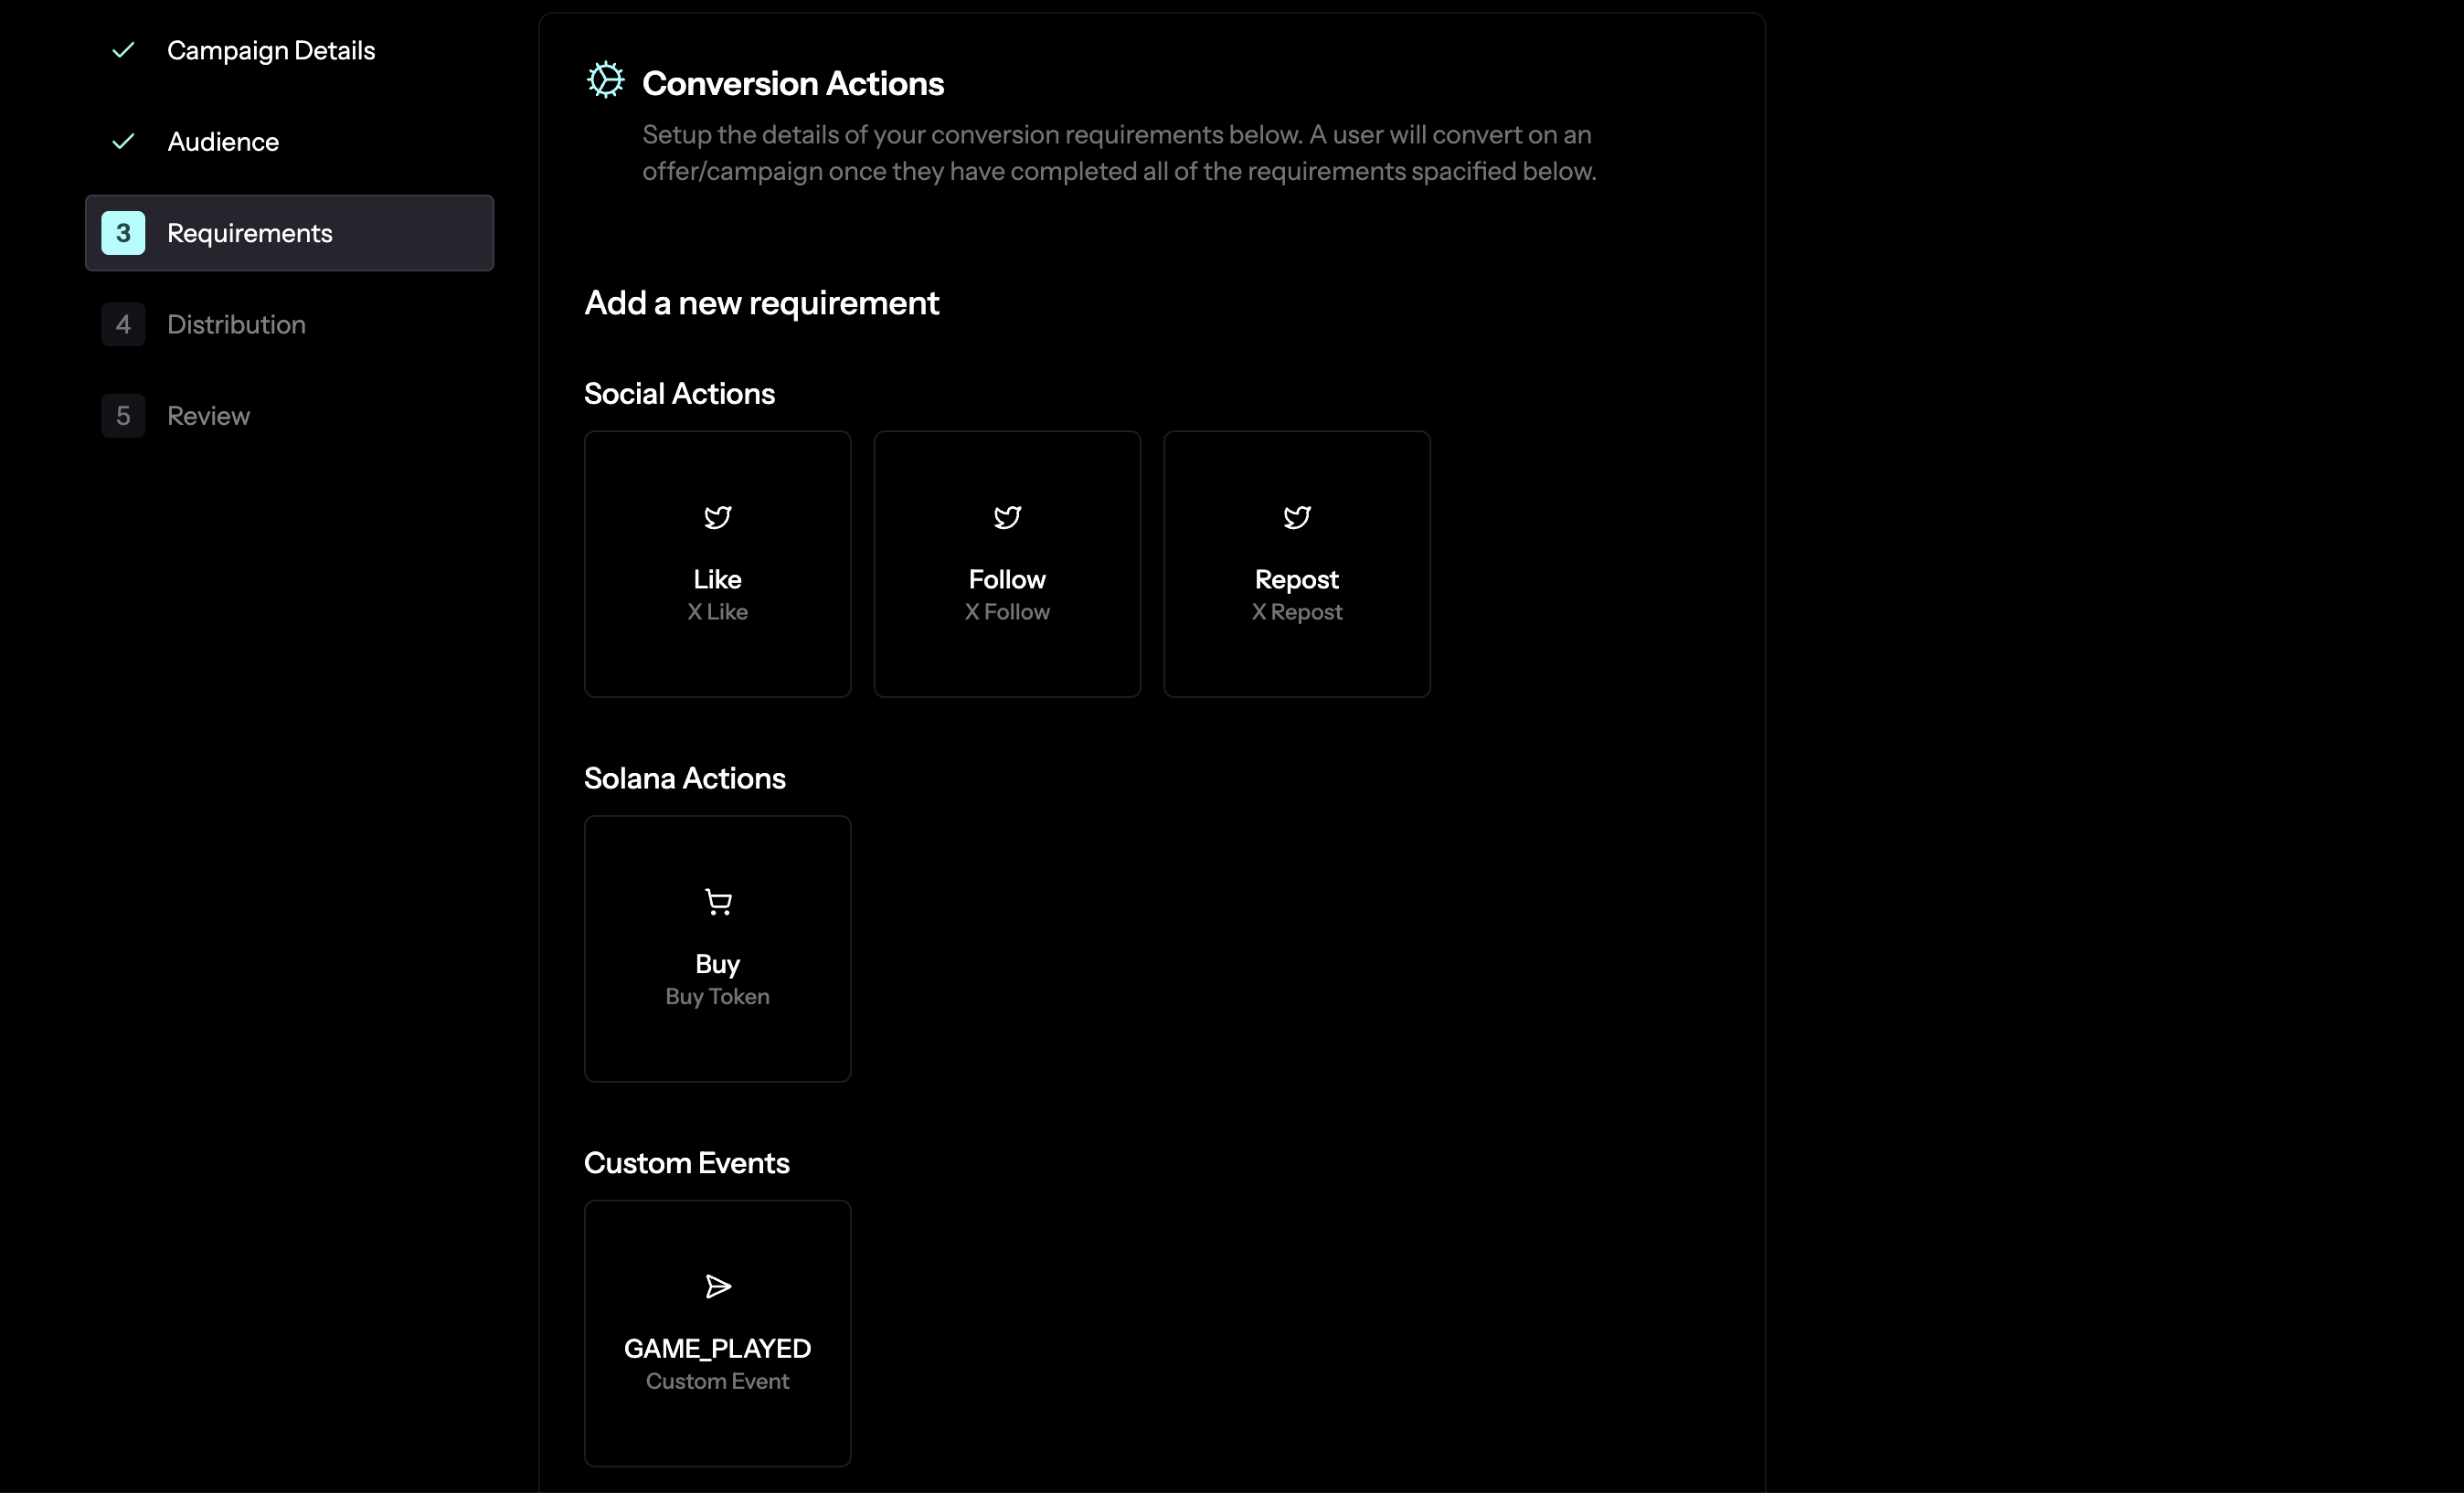 Campaign Details
Audience
3 Requirements
4 Distribution
5 Review
Conversion Actions
Setup the details of your conversion requirements below. A user will convert on an
offer/campaign once they have completed all of the requirements spacified below.
Add a new requirement
Social Actions
Like
X Like
Follow
X Follow
Repost
X Repost
Solana Actions
Buy
Buy Token
Custom Events
GAME_PLAYED
Custom Event